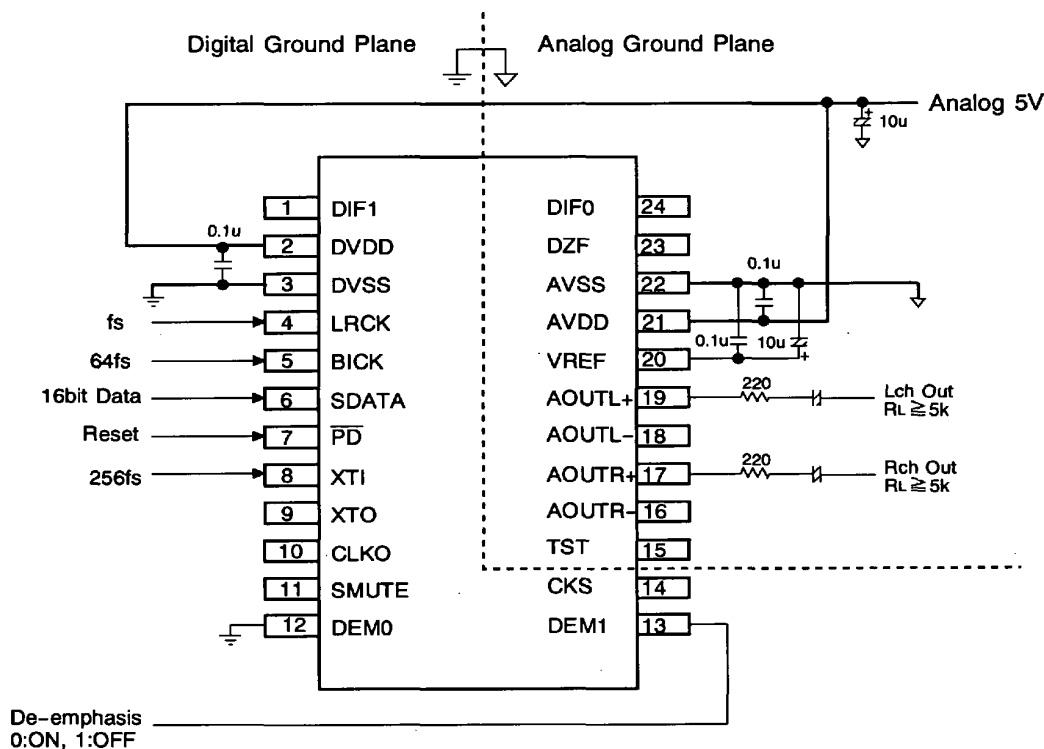 Digital Ground Plane
Analog Ground Plane
Analog 5V
+
10u
1
DIF1
DIF0
24
0.1u
2
DVDD
DZF
23
0.1u
3
DVSS
AVSS
22
fs
4
LRCK
AVDD
21
0.1u
10u
+
64fs
5
BICK
VREF
20
16bit Data
6
SDATA
AOUTL+
19
220
Lch Out
RL≧5k
Reset
7
PD
AOUTL-
18
256fs
8
XTI
AOUTR+
17
220
Rch Out
RL≧5k
9
XTO
AOUTR-
16
10
CLKO
TST
15
11
SMUTE
CKS
14
12
DEM0
DEM1
13
De-emphasis
0:ON, 1:OFF